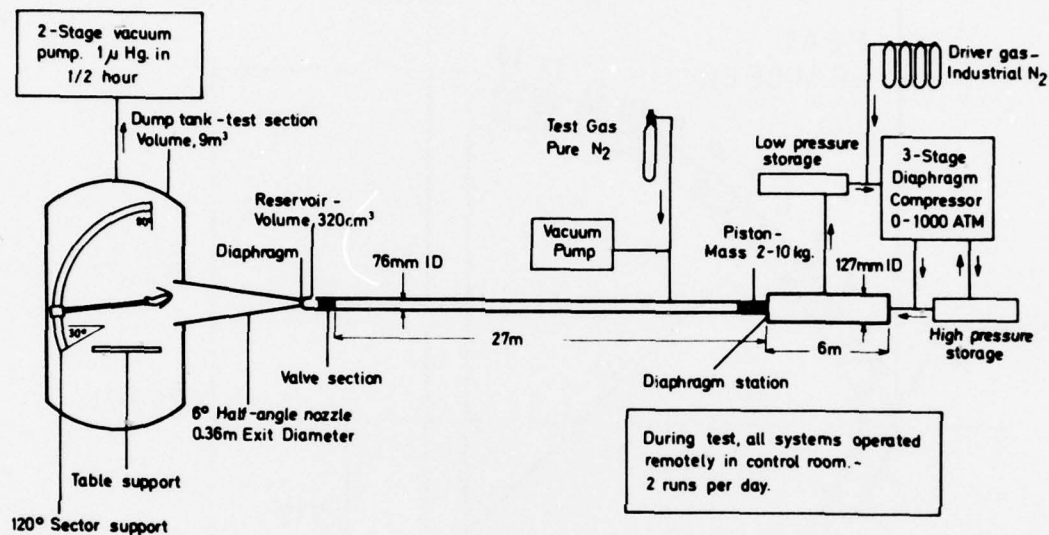 2-Stage vacuum
pump. 1μ Hg. in
1/2 hour
Dump tank-test section
Volume, 9m³
Reservoir-
Volume, 320cm³
Diaphragm
76mm ID
Test Gas
Pure N₂
Vacuum
Pump
Piston-
Mass 2-10kg.
Low pressure
storage
Driver gas-
Industrial N₂
3-Stage
Diaphragm
Compressor
0-1000 ATM
127mm ID
High pressure
storage
80°
30°
27m
6m
Valve section
Diaphragm station
6° Half-angle nozzle
0.36m Exit Diameter
Table support
120° Sector support
During test, all systems operated
remotely in control room.-
2 runs per day.